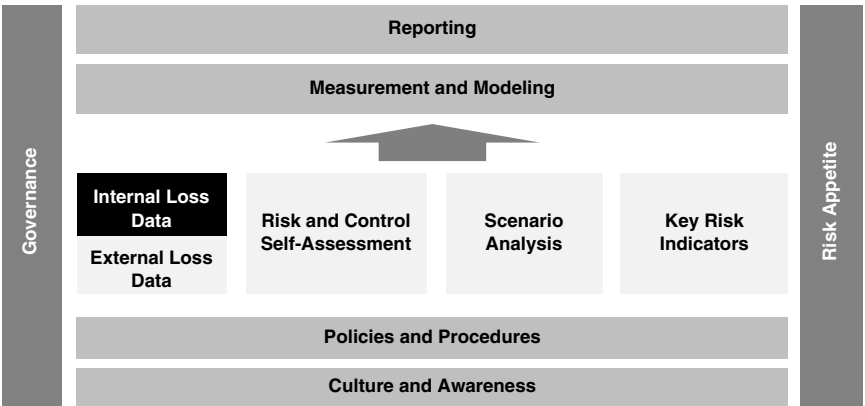 Governance
Reporting
Measurement and Modeling
Internal Loss
Data
External Loss
Data
Risk and Control
Self-Assessment
Scenario
Analysis
Key Risk
Indicators
Policies and Procedures
Culture and Awareness
Risk Appetite